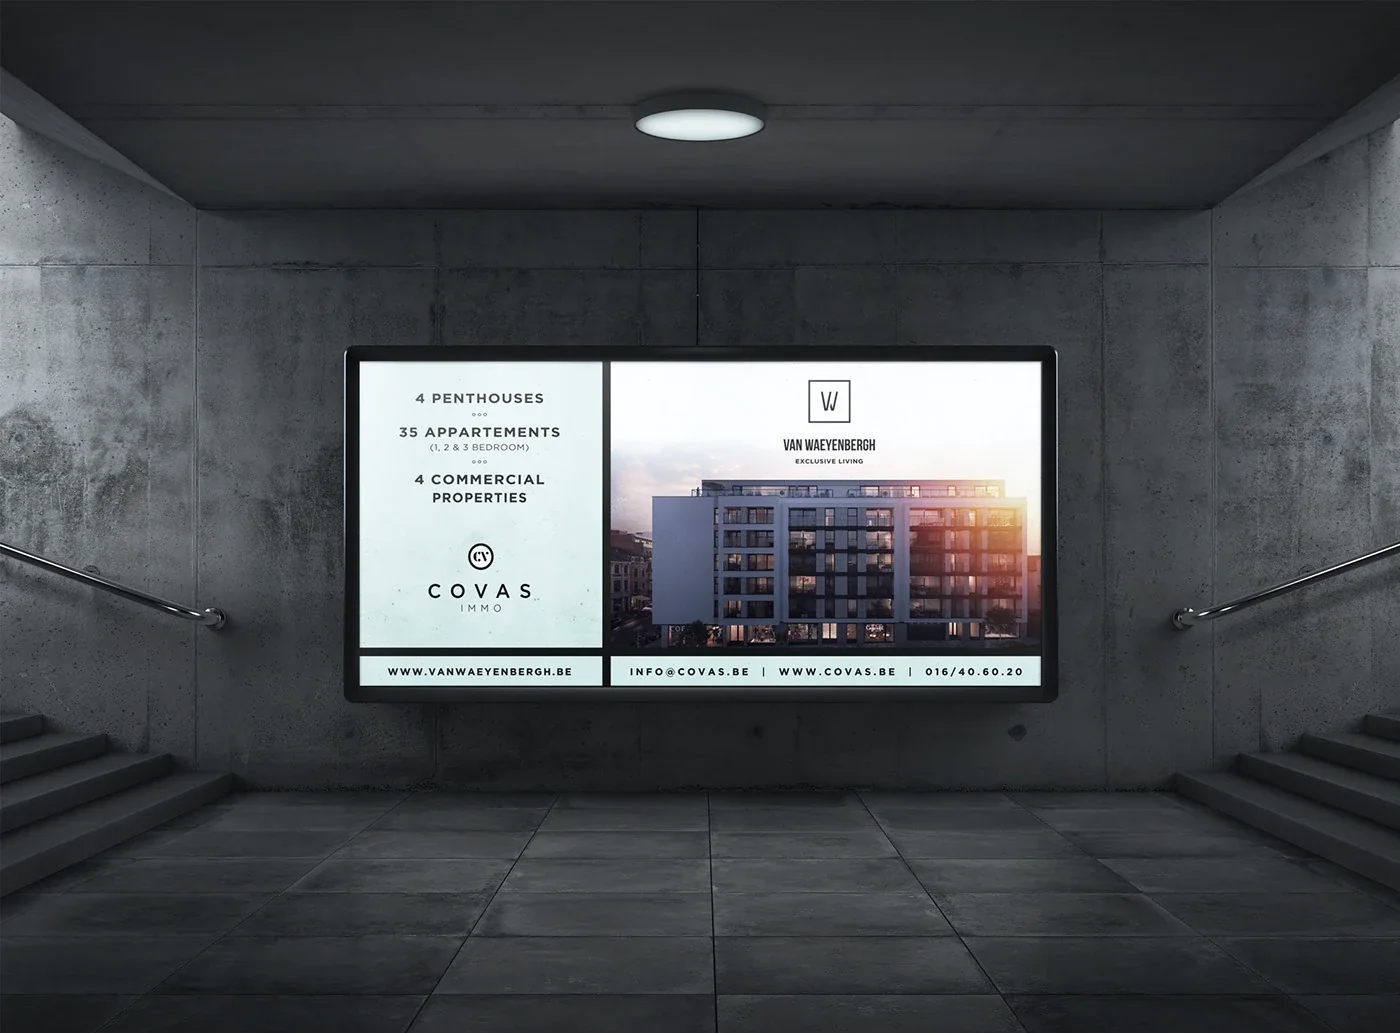 4 PENTHOUSES
35 APPARTEMENTS
(1, 2 & 3 BEDROOM)
4 COMMERCIAL
PROPERTIES
CV
COVAS
IMMO
WWW.VANWAEYENBERGH.BE
W
VAN WAEYENBERGH
EXCLUSIVE LIVING
INFO@COVAS.BE | WWW.COVAS.BE | 016/40.60.20